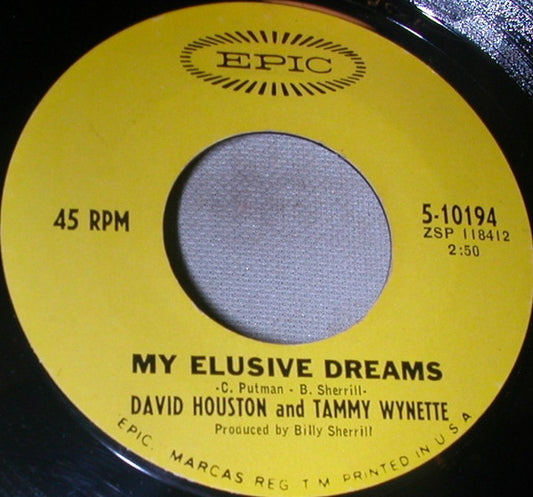 EPIC
45 RPM
5-10194
ZSP 118412
2:50
MY ELUSIVE DREAMS
-C. Putman - B. Sherrill-
DAVID HOUSTON and TAMMY WYNETTE
Produced by Billy Sherrill
EPIC. MARCAS REG. T M PRINTED IN U S A